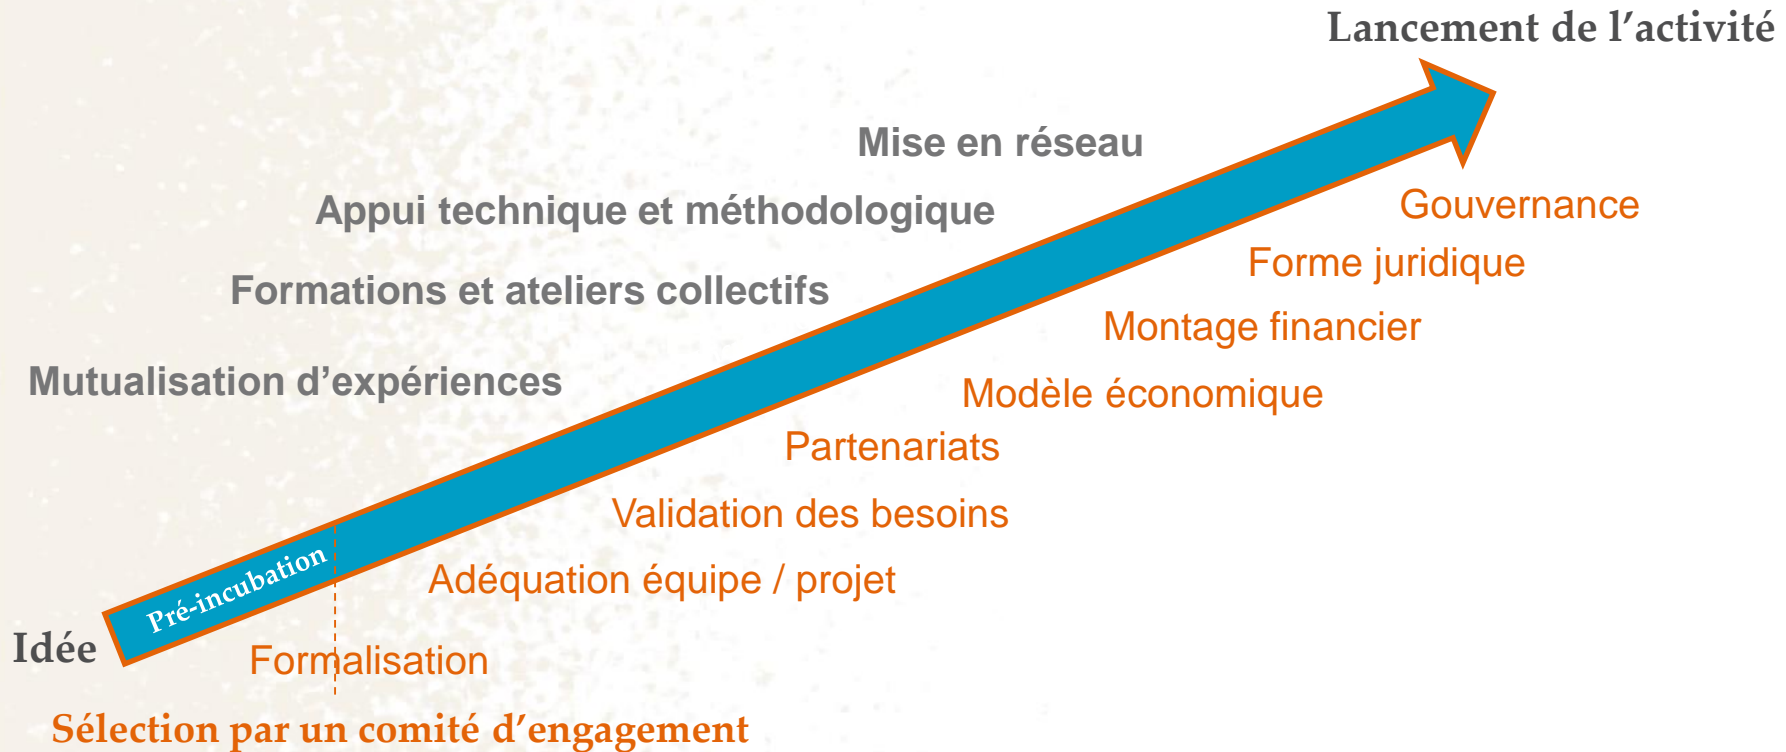 Lancement de l’activité
Mise en réseau
Appui technique et méthodologique
Gouvernance
Forme juridique
Formations et ateliers collectifs
Montage financier
Mutualisation d’expériences
Modèle économique
Partenariats
Validation des besoins
Pré-incubation
Adéquation équipe / projet
Idée
Formalisation
Sélection par un comité d’engagement